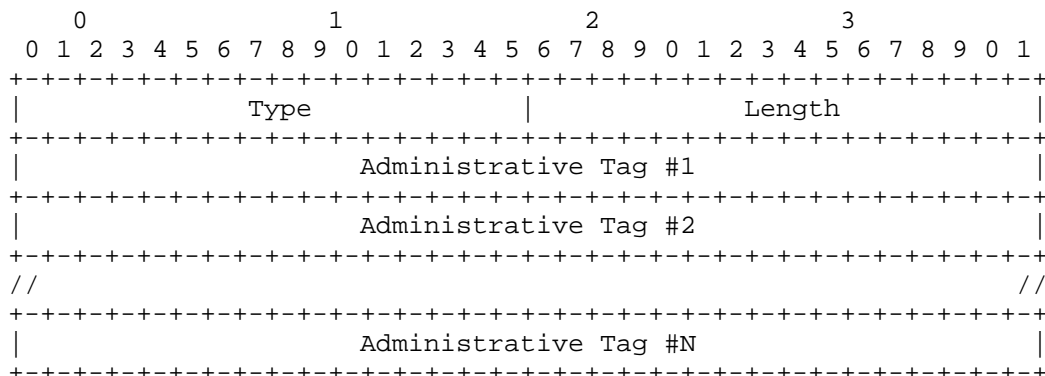 0                   1                   2                   3
 0 1 2 3 4 5 6 7 8 9 0 1 2 3 4 5 6 7 8 9 0 1 2 3 4 5 6 7 8 9 0 1
+-+-+-+-+-+-+-+-+-+-+-+-+-+-+-+-+-+-+-+-+-+-+-+-+-+-+-+-+-+-+-+-+
|              Type             |             Length            |
+-+-+-+-+-+-+-+-+-+-+-+-+-+-+-+-+-+-+-+-+-+-+-+-+-+-+-+-+-+-+-+-+
|                     Administrative Tag #1                     |
+-+-+-+-+-+-+-+-+-+-+-+-+-+-+-+-+-+-+-+-+-+-+-+-+-+-+-+-+-+-+-+-+
|                     Administrative Tag #2                     |
+-+-+-+-+-+-+-+-+-+-+-+-+-+-+-+-+-+-+-+-+-+-+-+-+-+-+-+-+-+-+-+-+
//                                                             //
+-+-+-+-+-+-+-+-+-+-+-+-+-+-+-+-+-+-+-+-+-+-+-+-+-+-+-+-+-+-+-+-+
|                     Administrative Tag #N                     |
+-+-+-+-+-+-+-+-+-+-+-+-+-+-+-+-+-+-+-+-+-+-+-+-+-+-+-+-+-+-+-+-+